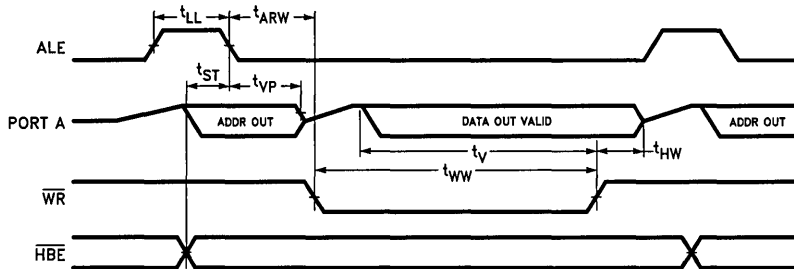 tLL tARW
ALE
tST tVP
PORT A ADDR OUT DATA OUT VALID ADDR OUT
tV tHW
tWW
WR
HBE